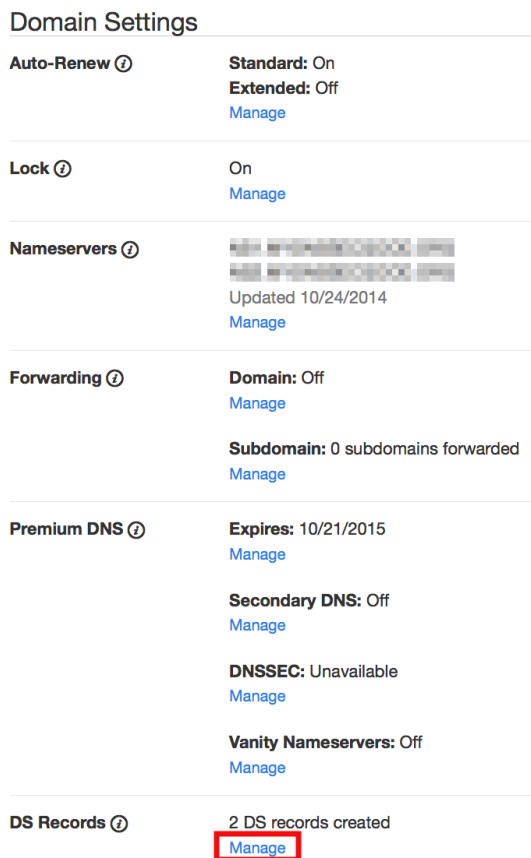 Domain Settings
Auto-Renew Standard: On
Extended: Off
Manage
Lock On
Manage
Nameservers
Updated 10/24/2014
Manage
Forwarding Domain: Off
Manage
Subdomain: 0 subdomains forwarded
Manage
Premium DNS Expires: 10/21/2015
Manage
Secondary DNS: Off
Manage
DNSSEC: Unavailable
Manage
Vanity Nameservers: Off
Manage
DS Records 2 DS records created
Manage